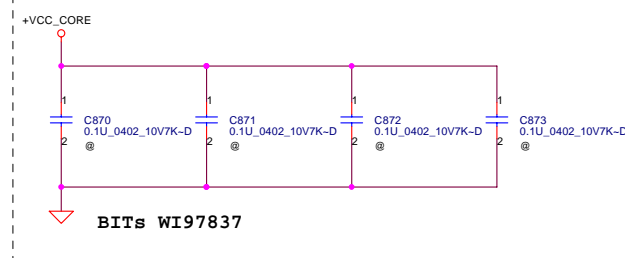 +VCC_CORE
1 1 1 1
C870 C871 C872 C873
0.1U_0402_10V7K~D 0.1U_0402_10V7K~D 0.1U_0402_10V7K~D 0.1U_0402_10V7K~D
2 2 2 2
@ @ @ @
BITs WI97837